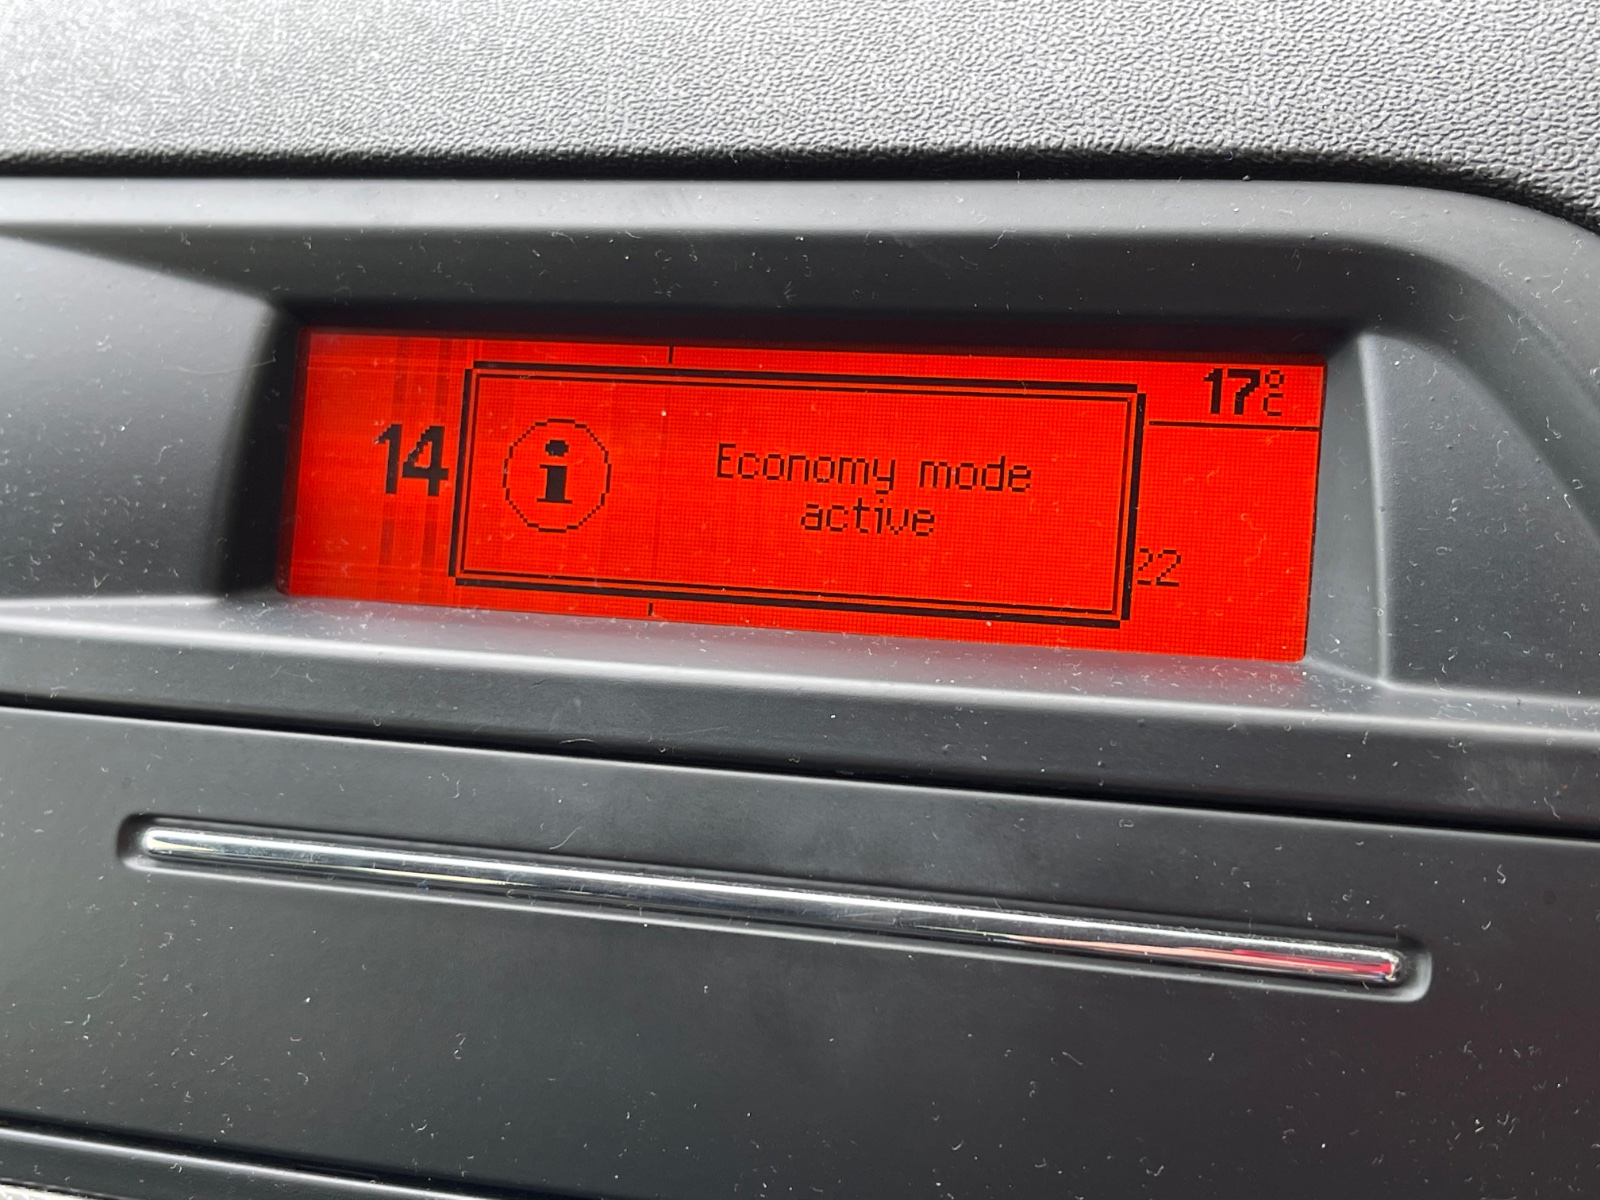 17°C
14
i
Economy mode
active
22